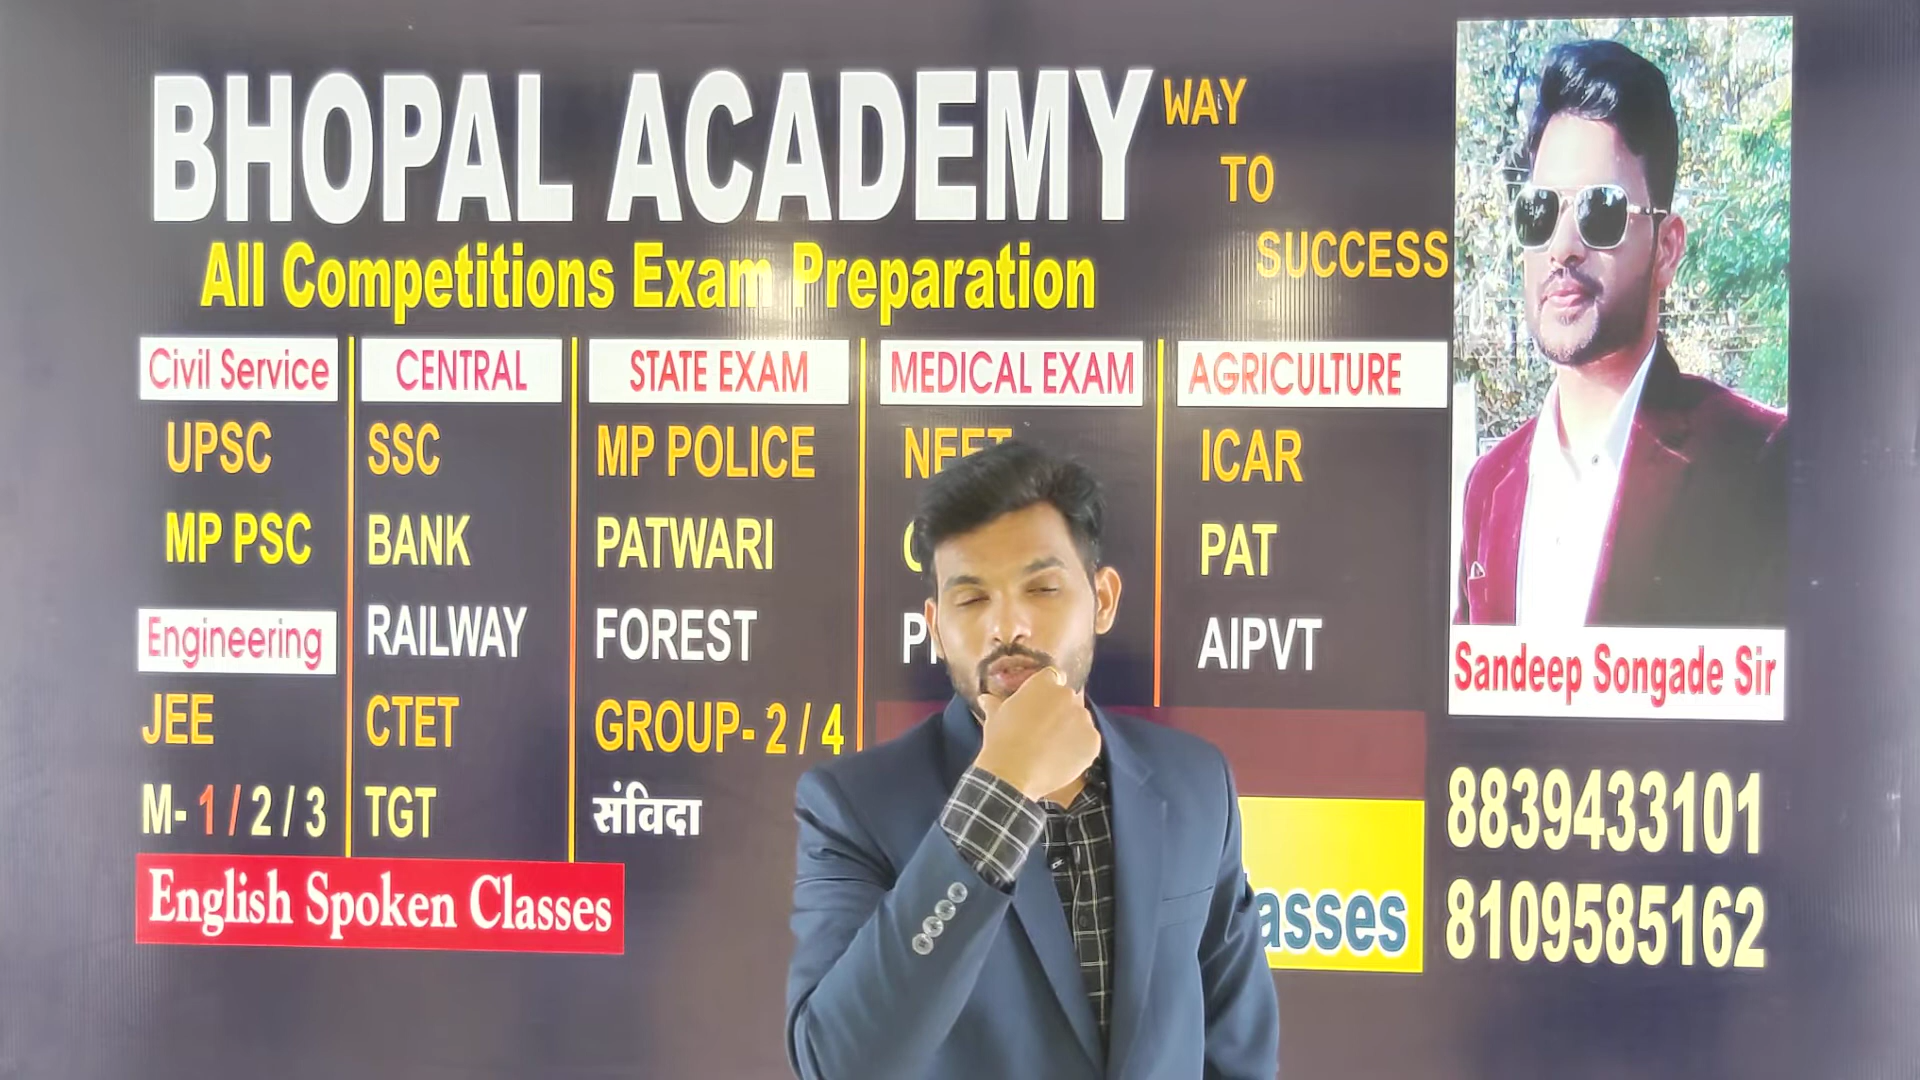 BHOPAL ACADEMY
WAY
TO
SUCCESS
All Competitions Exam Preparation
Civil Service
UPSC
MP PSC
Engineering
JEE
M- 1 / 2 / 3
CENTRAL
SSC
BANK
RAILWAY
CTET
TGT
STATE EXAM
MP POLICE
PATWARI
FOREST
GROUP- 2 / 4
संविदा
MEDICAL EXAM
NEET
AGRICULTURE
ICAR
PAT
AIPVT
English Spoken Classes
Sandeep Songade Sir
8839433101
8109585162